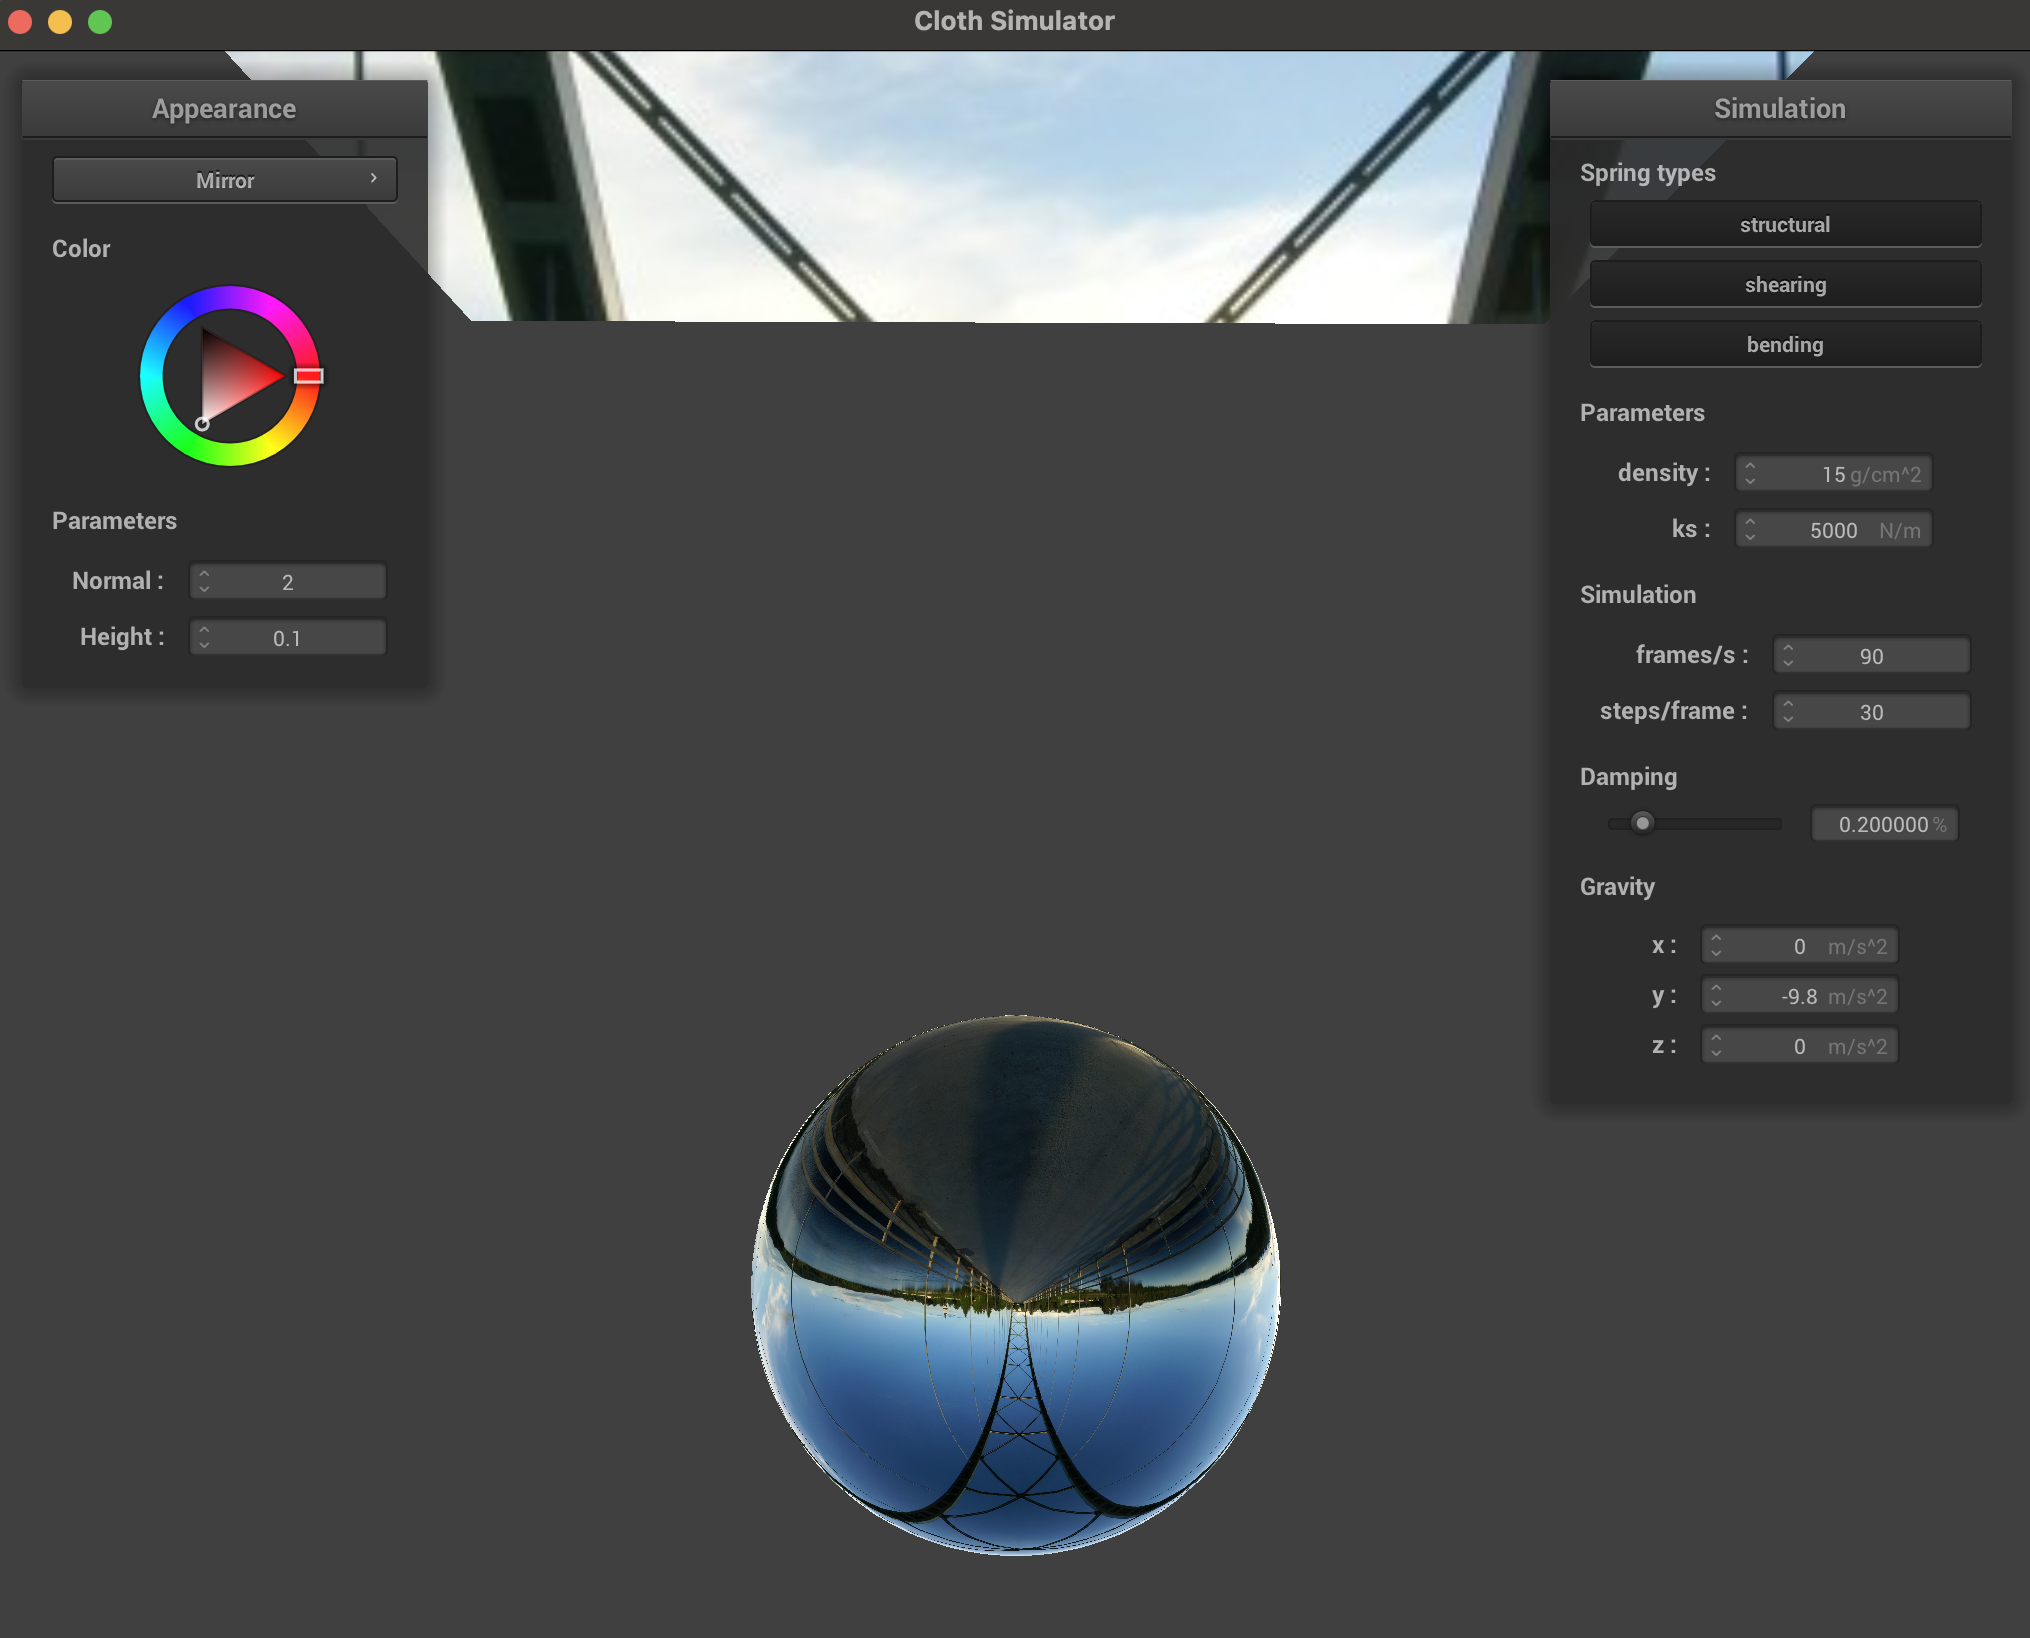 Cloth Simulator
Appearance
Mirror
Color
Parameters
Normal : 2
Height : 0.1
Simulation
Spring types
structural
shearing
bending
Parameters
density : 15 g/cm^2
ks : 5000 N/m
Simulation
frames/s : 90
steps/frame : 30
Damping
0.200000 %
Gravity
x : 0 m/s^2
y : -9.8 m/s^2
z : 0 m/s^2